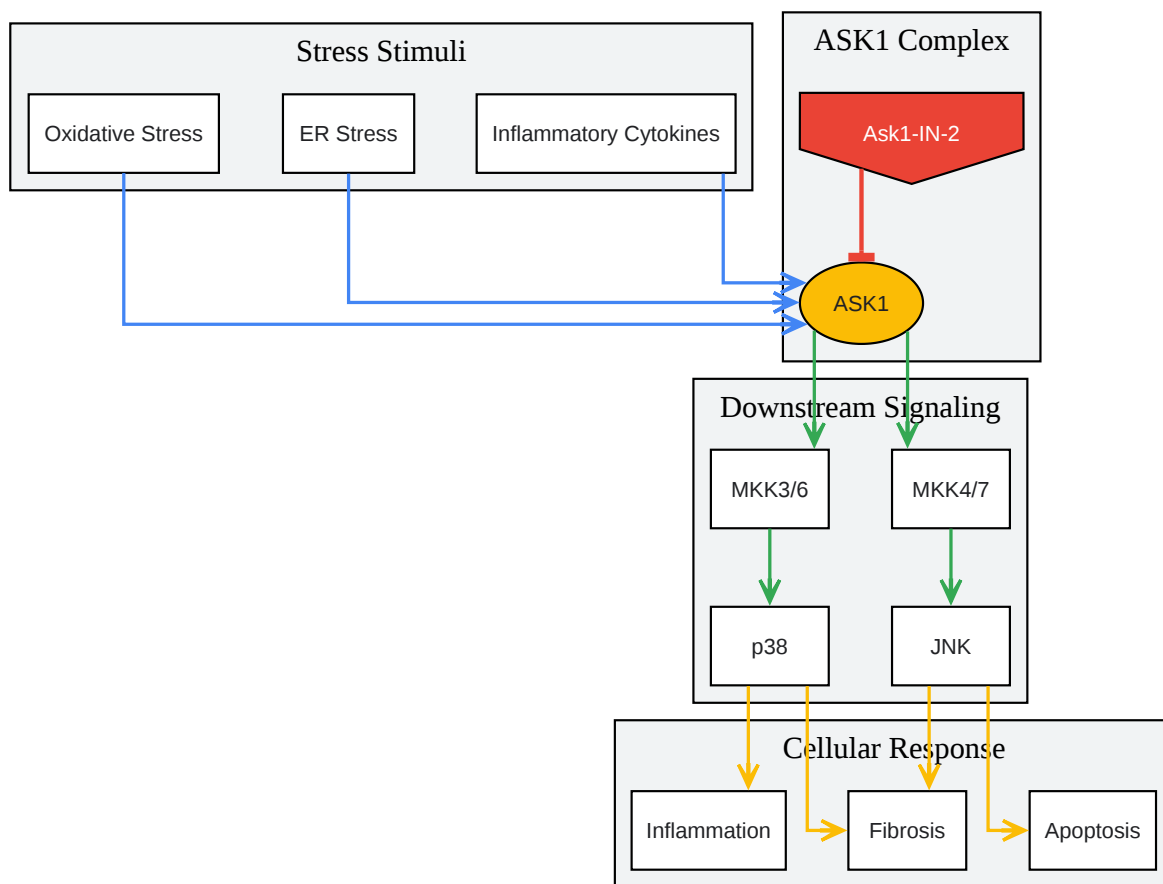 Stress Stimuli
ASK1 Complex
Oxidative Stress
ER Stress
Inflammatory Cytokines
Ask1-IN-2
ASK1
Downstream Signaling
MKK3/6
MKK4/7
p38
JNK
Cellular Response
Inflammation
Fibrosis
Apoptosis